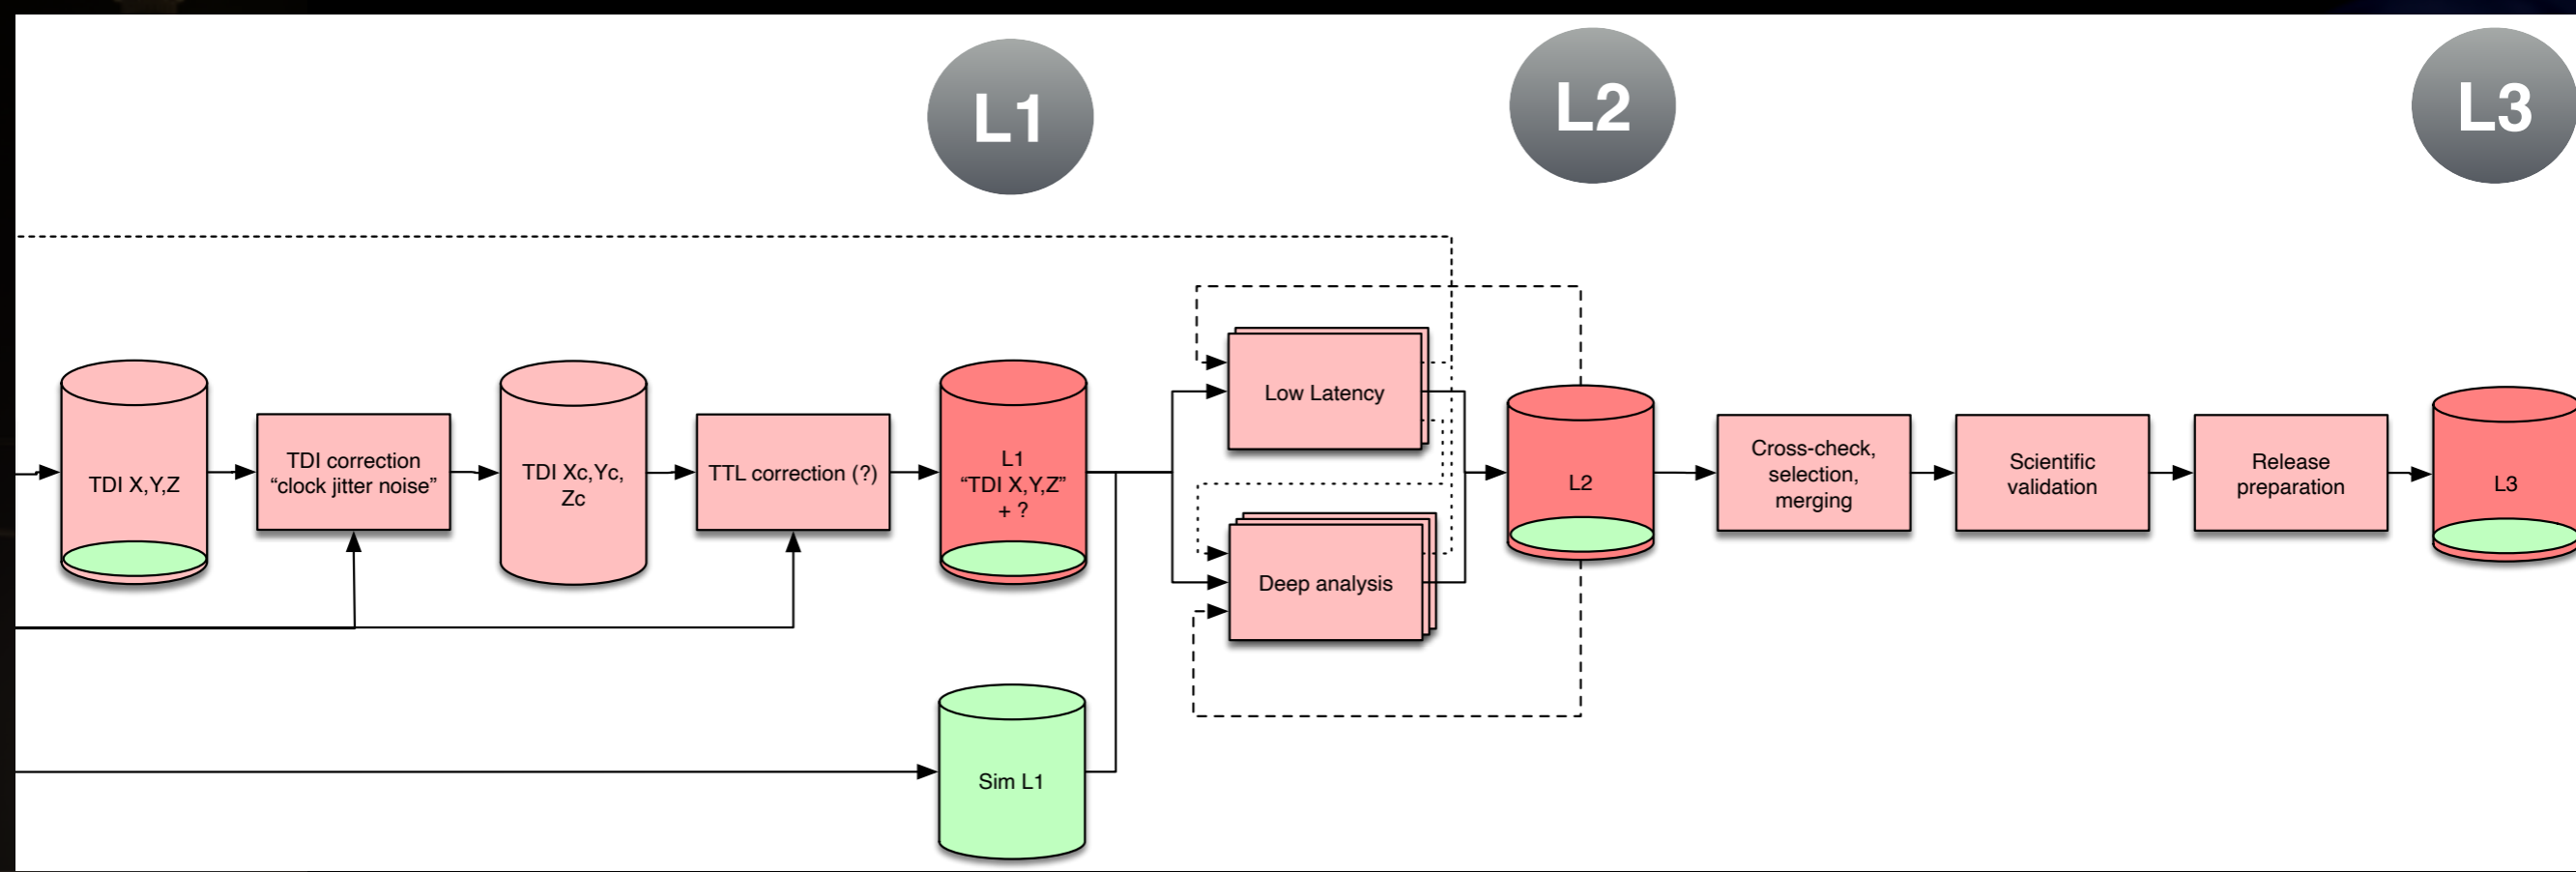 L1
L2
L3
TDI X,Y,Z
TDI correction
“clock jitter noise”
TDI Xc,Yc,
Zc
TTL correction (?)
L1
“TDI X,Y,Z”
+ ?
Low Latency
Deep analysis
L2
Cross-check,
selection,
merging
Scientific
validation
Release
preparation
L3
Sim L1